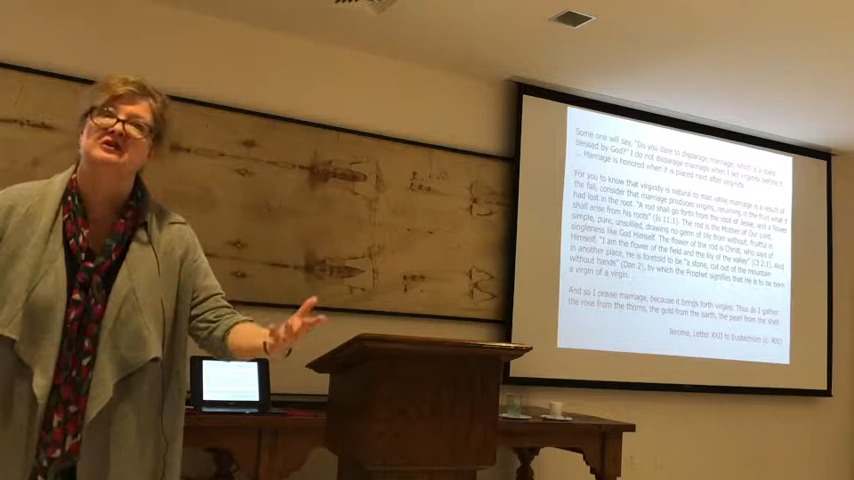 Some one will say, "Do you dare to disparage marriage, which is a state
blessed by God?" I do not disparage marriage when I set virginity before
it. ... Marriage is honored when it is placed next after virginity.
For you to know that virginity is natural to man while marriage is a result of
the fall, consider that marriage produces virgins, returning in the fruit what it
had lost in the root. "A rod shall go forth from the root of Jesse, and a flower
shall arise from his roots" (Is 11:1). The rod is the Mother of Our Lord,
simple, pure, unsullied, drawing no germ of life from without, fruitful in
singleness like God Himself. The flower of the rod is Christ, who says of
Himself, "I am the flower of the field and the lily of the valleys" (Ct 2:1).
In another place, He is foretold to be "a stone, cut out of the mountain
without hands" (Dan 2), by which the Prophet signifies that He is to be born
a virgin of a virgin.
And so I praise marriage, because it brings forth virgins. Thus do I gather
the rose from the thorns, the gold from the earth, the pearl from the shell.
Jerome, Letter XXII to Eustochium (c. 400)